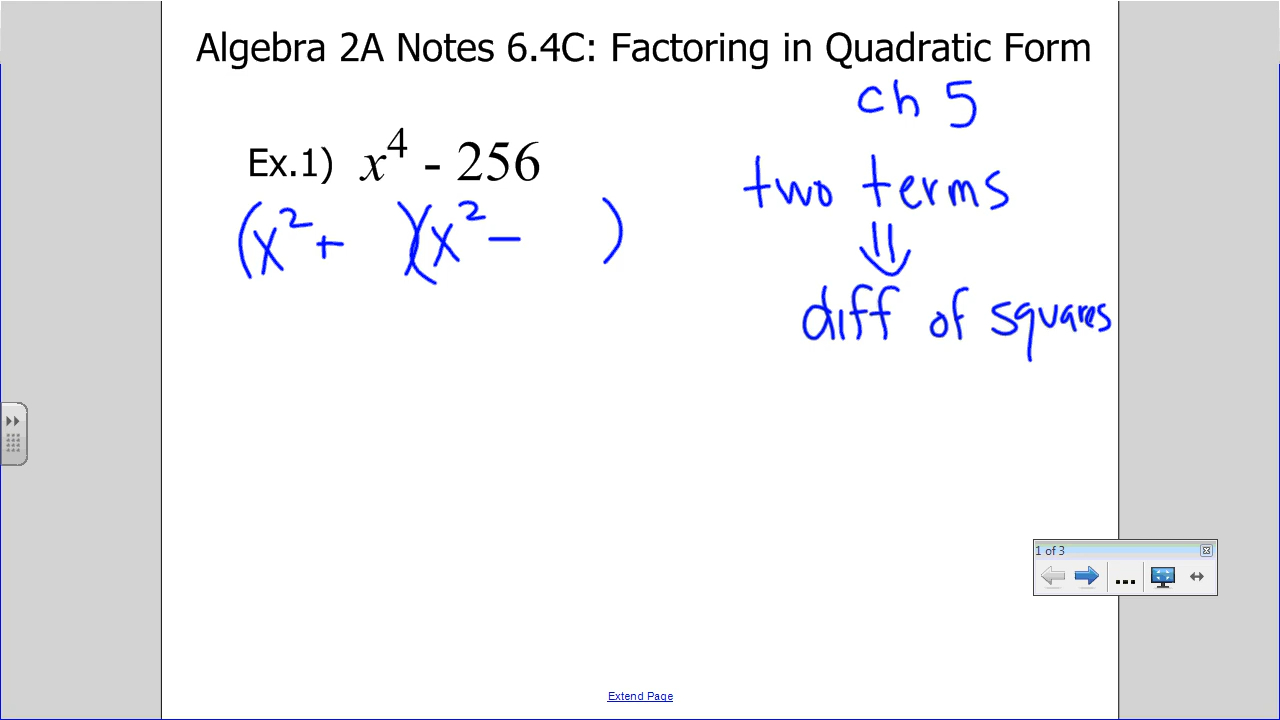 Algebra 2A Notes 6.4C: Factoring in Quadratic Form
ch 5
Ex.1) x⁴ - 256
two terms
(x² + )(x² - )
⇓
diff of squares
1 of 3
...
Extend Page